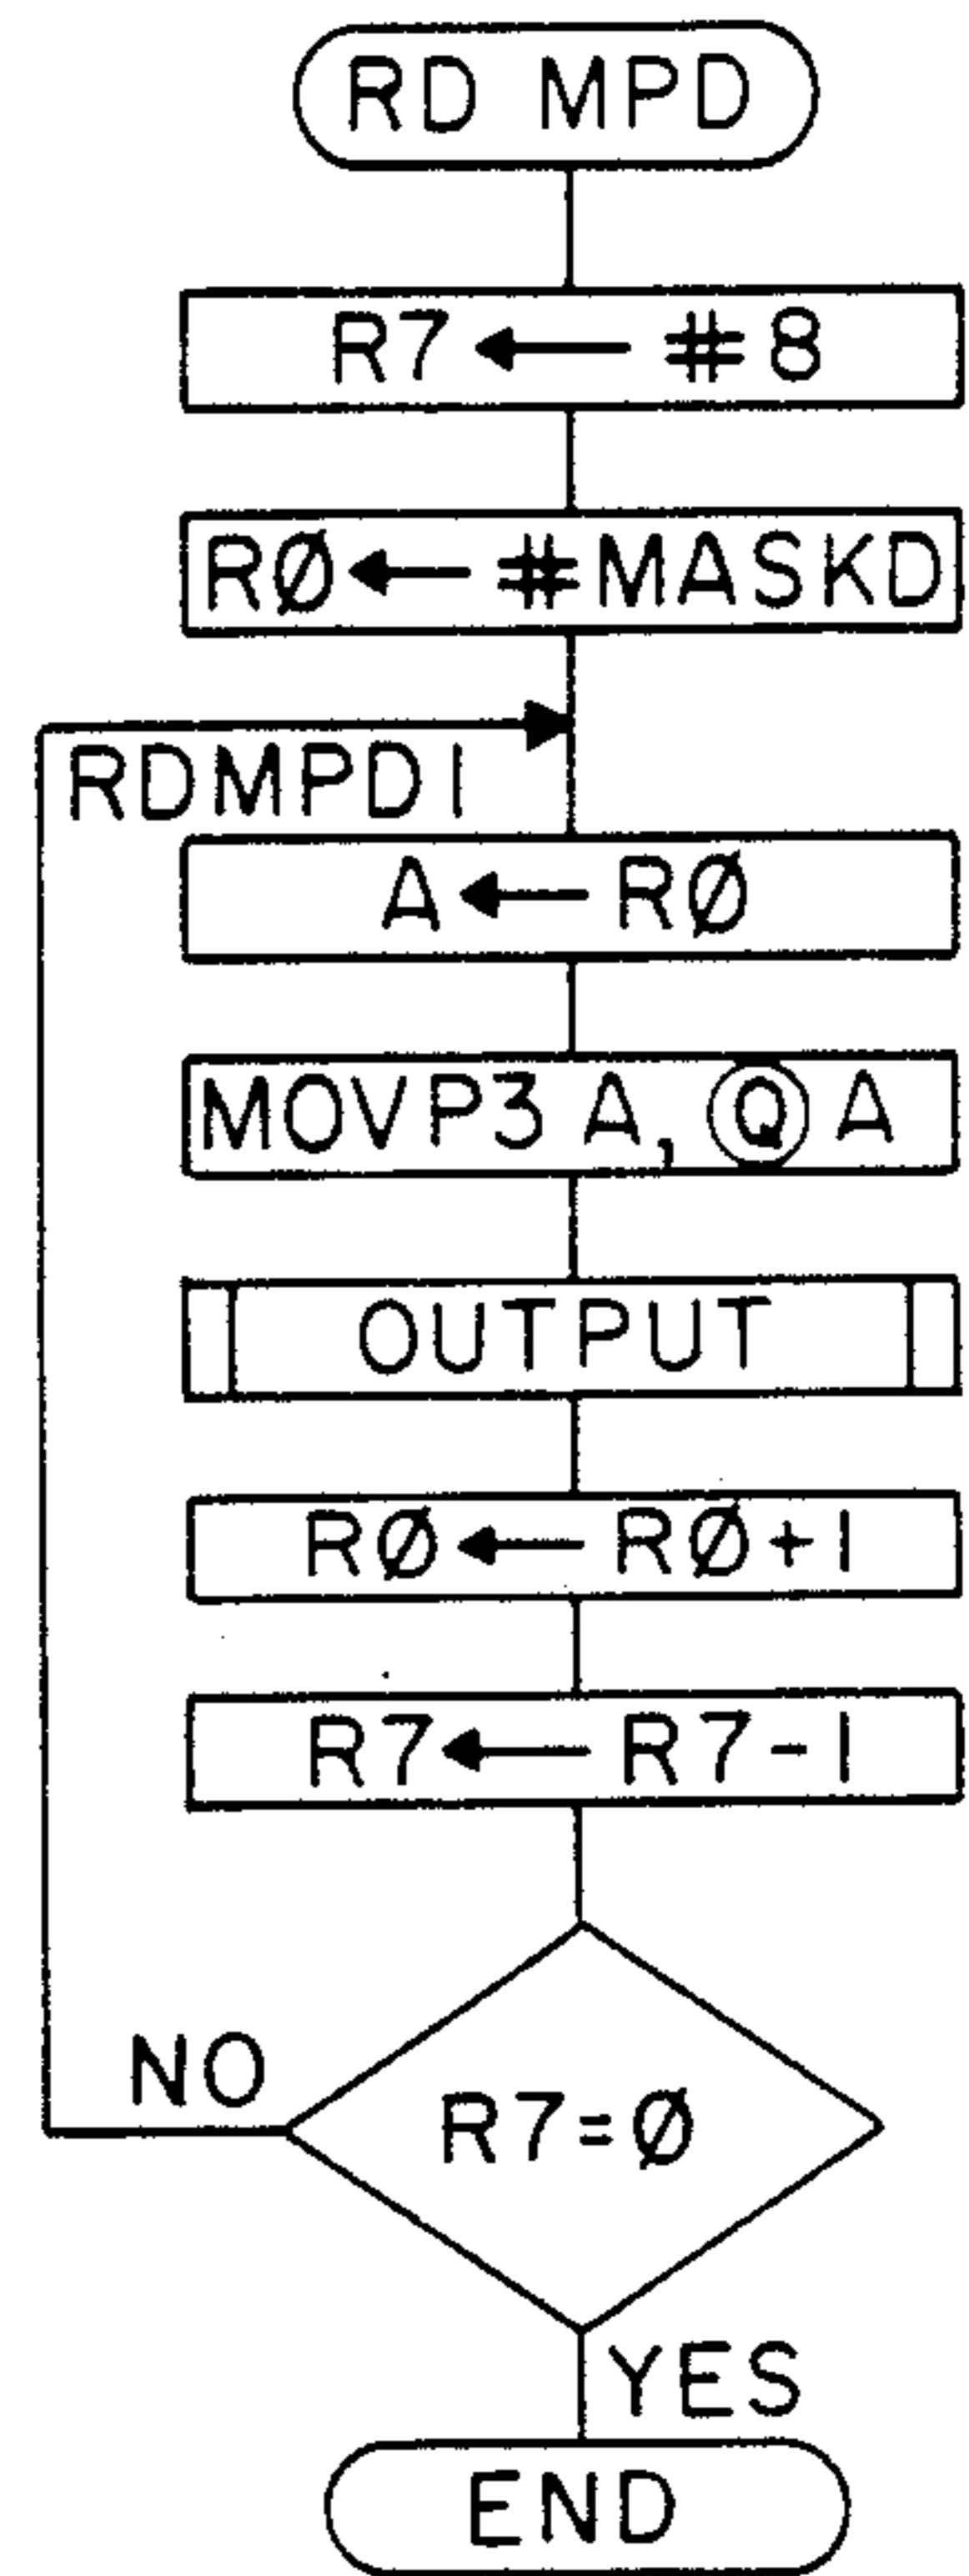 RD MPD
R7 ← #8
RØ ← #MASKD
RDMPD1
A ← RØ
MOVP3 A, Ⓠ A
OUTPUT
RØ ← RØ+1
R7 ← R7-1
NO
R7=Ø
YES
END